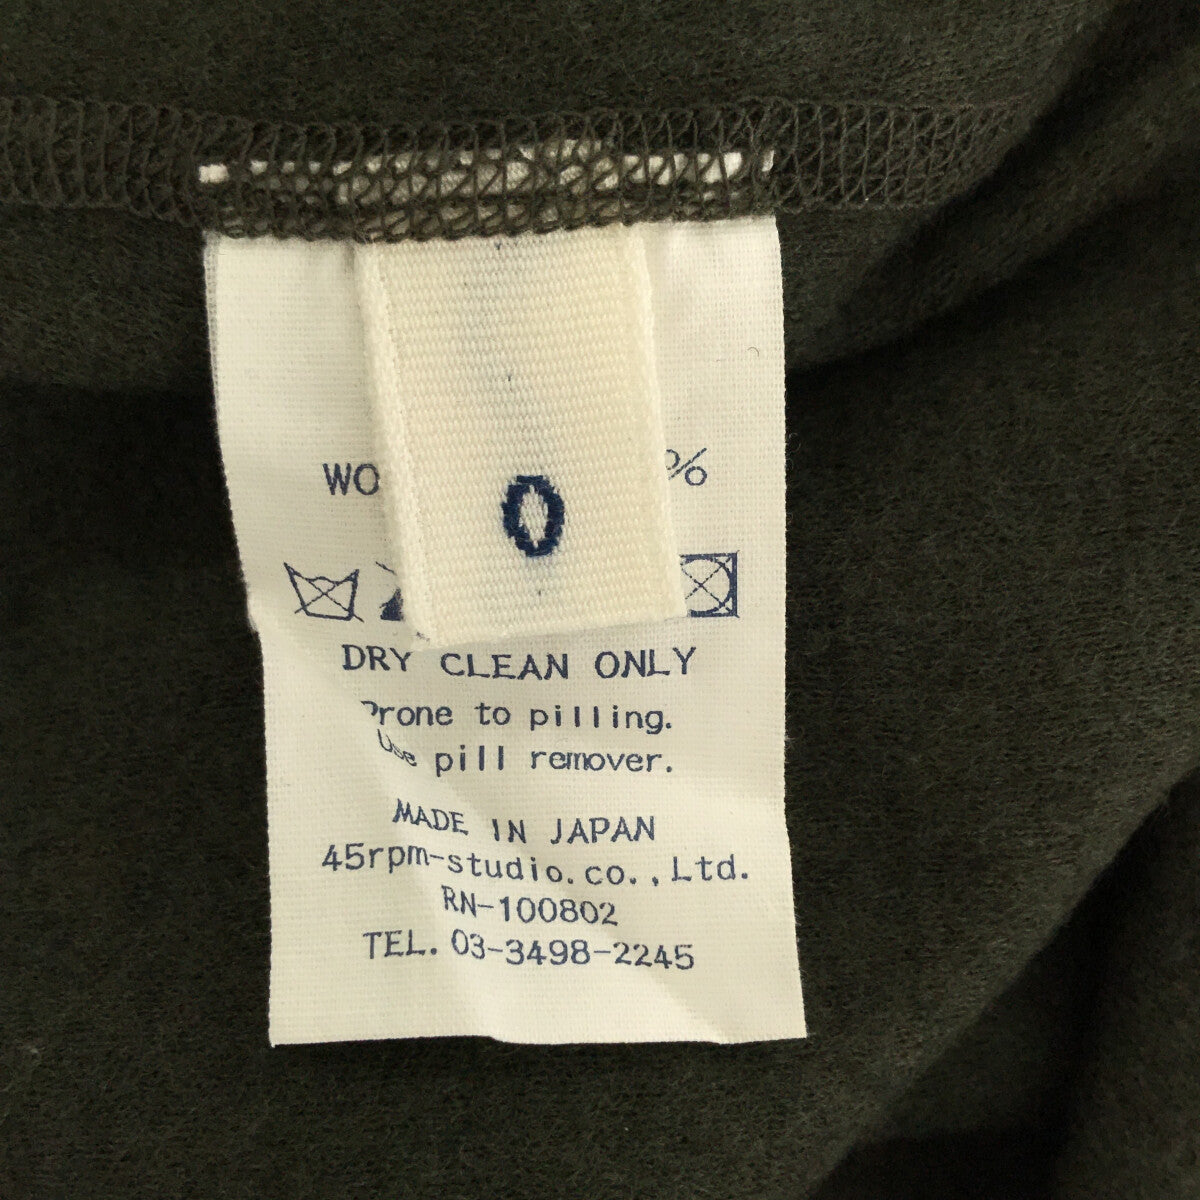 0
WO %
DRY CLEAN ONLY
Prone to pilling.
Use pill remover.
MADE IN JAPAN
45rpm-studio.co.,Ltd.
RN-100802
TEL. 03-3498-2245